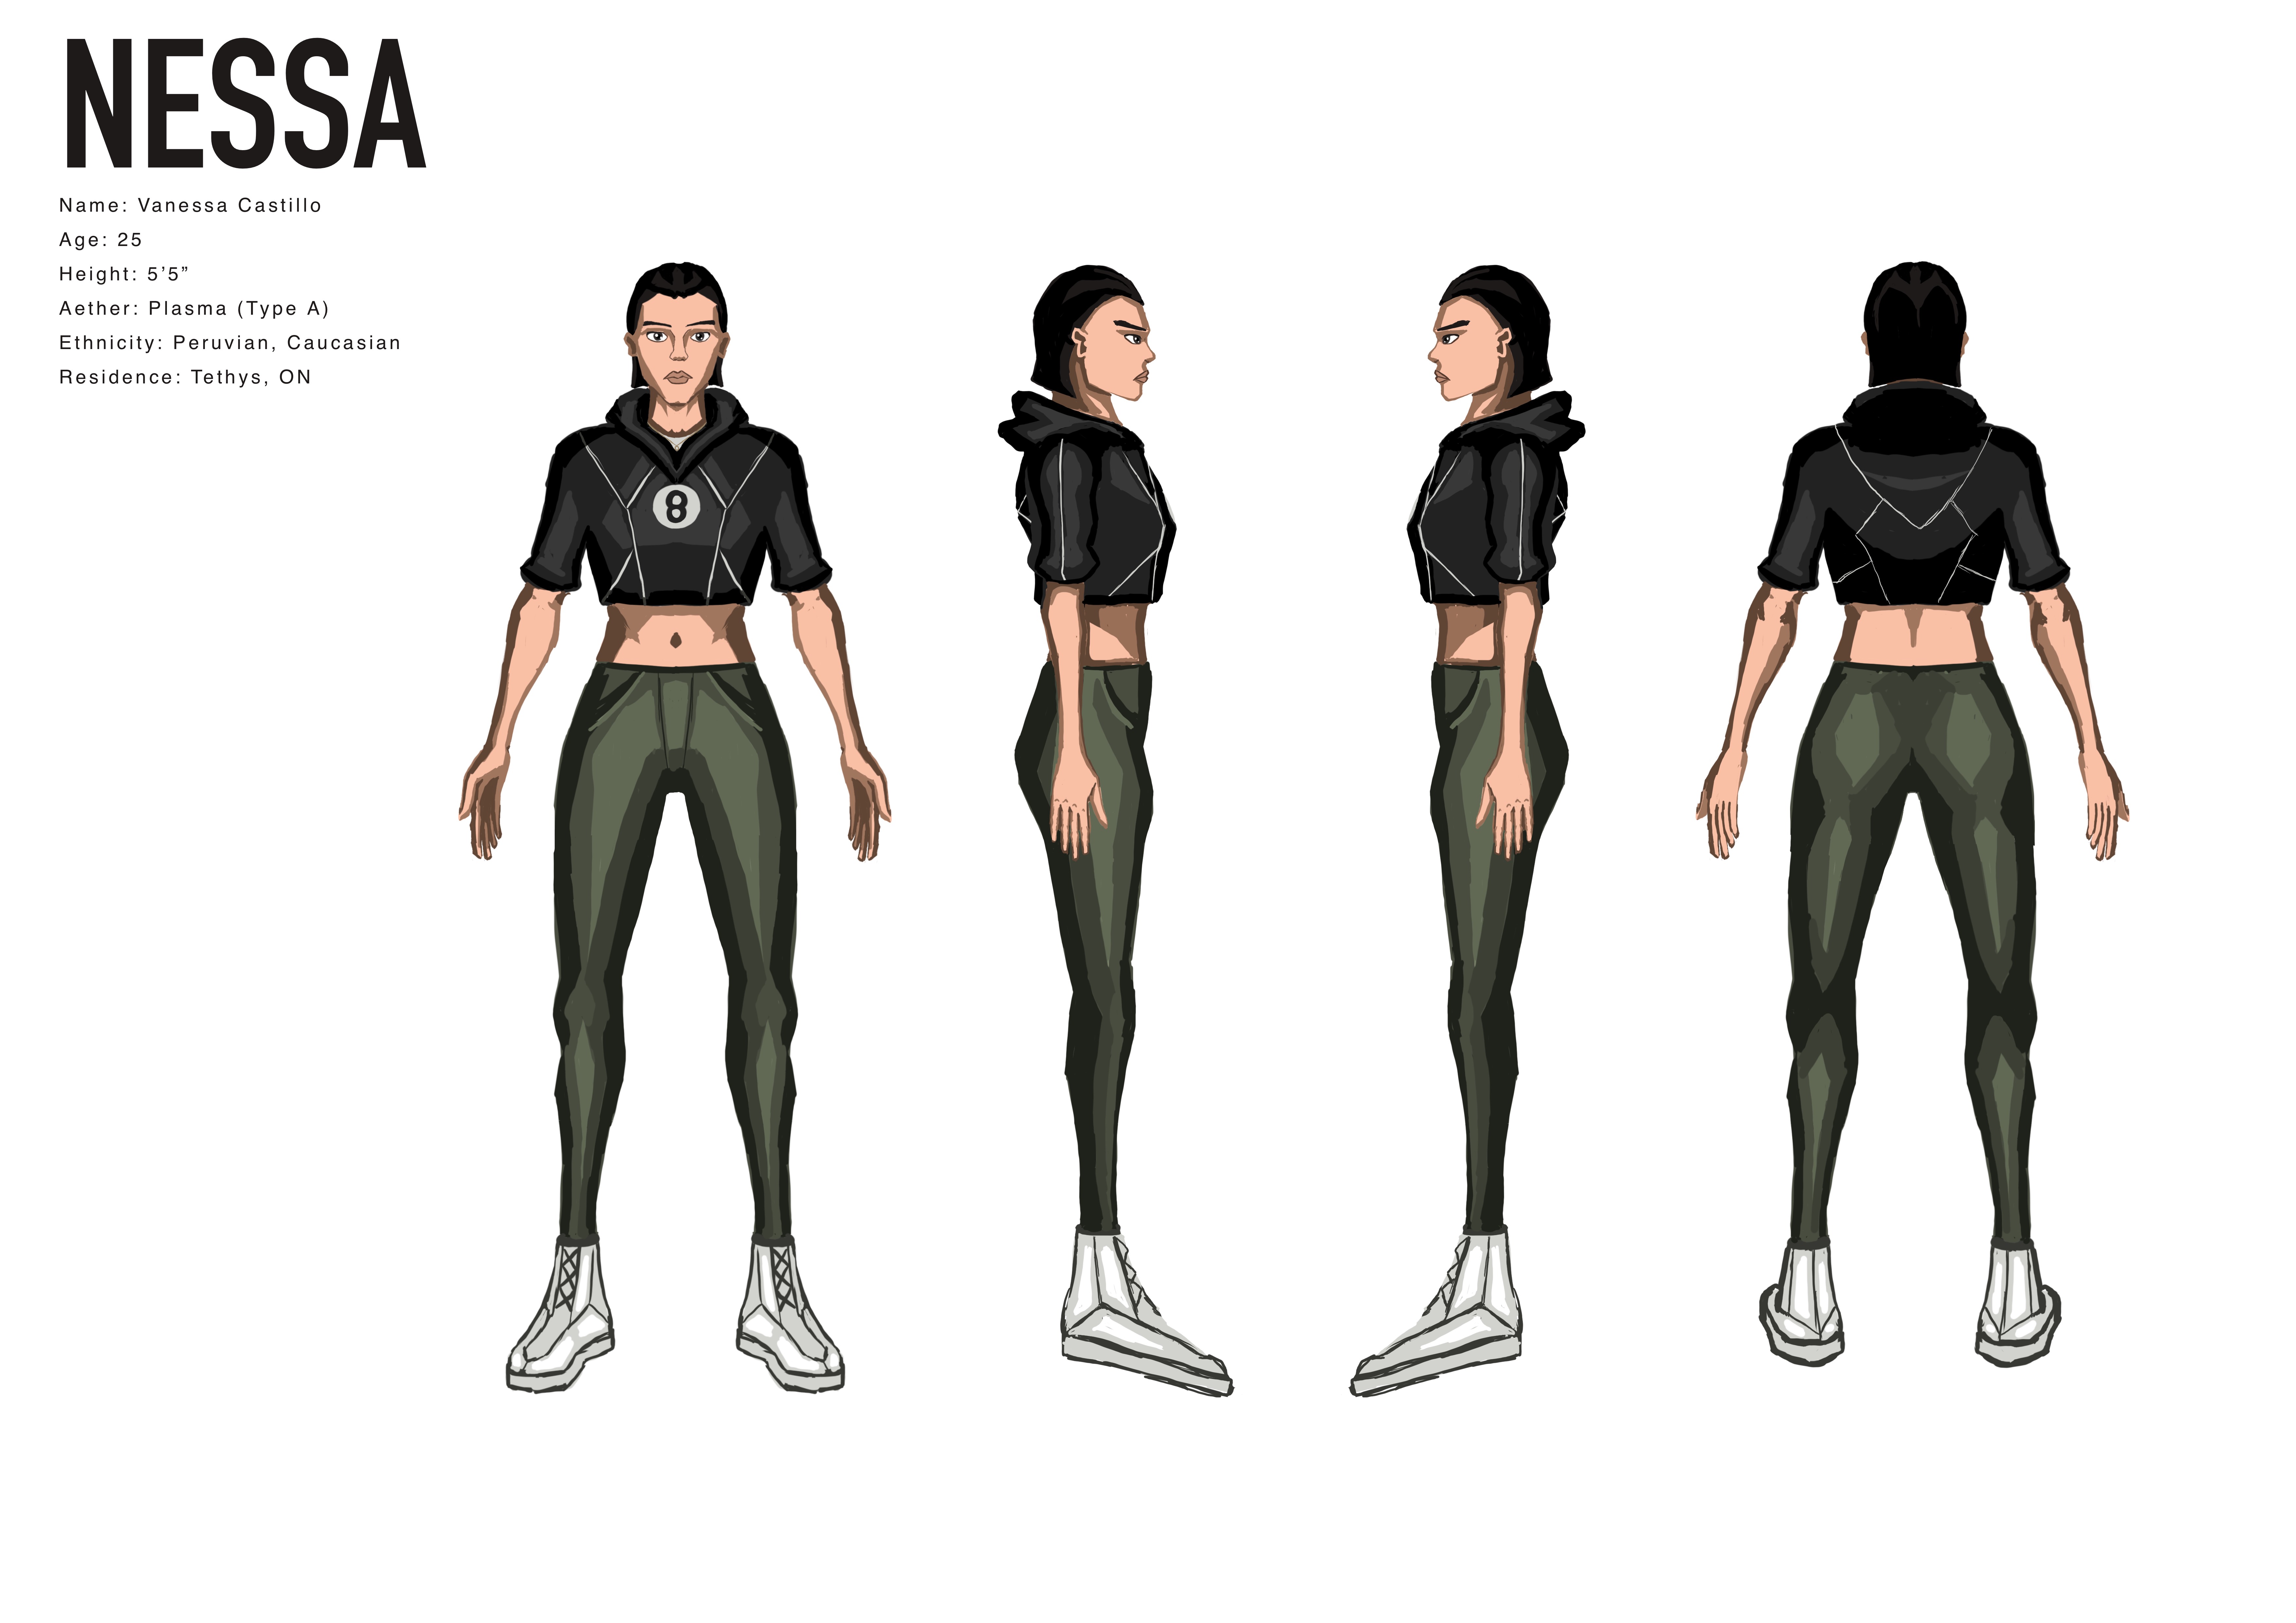 NESSA
Name: Vanessa Castillo
Age: 25
Height: 5’5”
Aether: Plasma (Type A)
Ethnicity: Peruvian, Caucasian
Residence: Tethys, ON
8